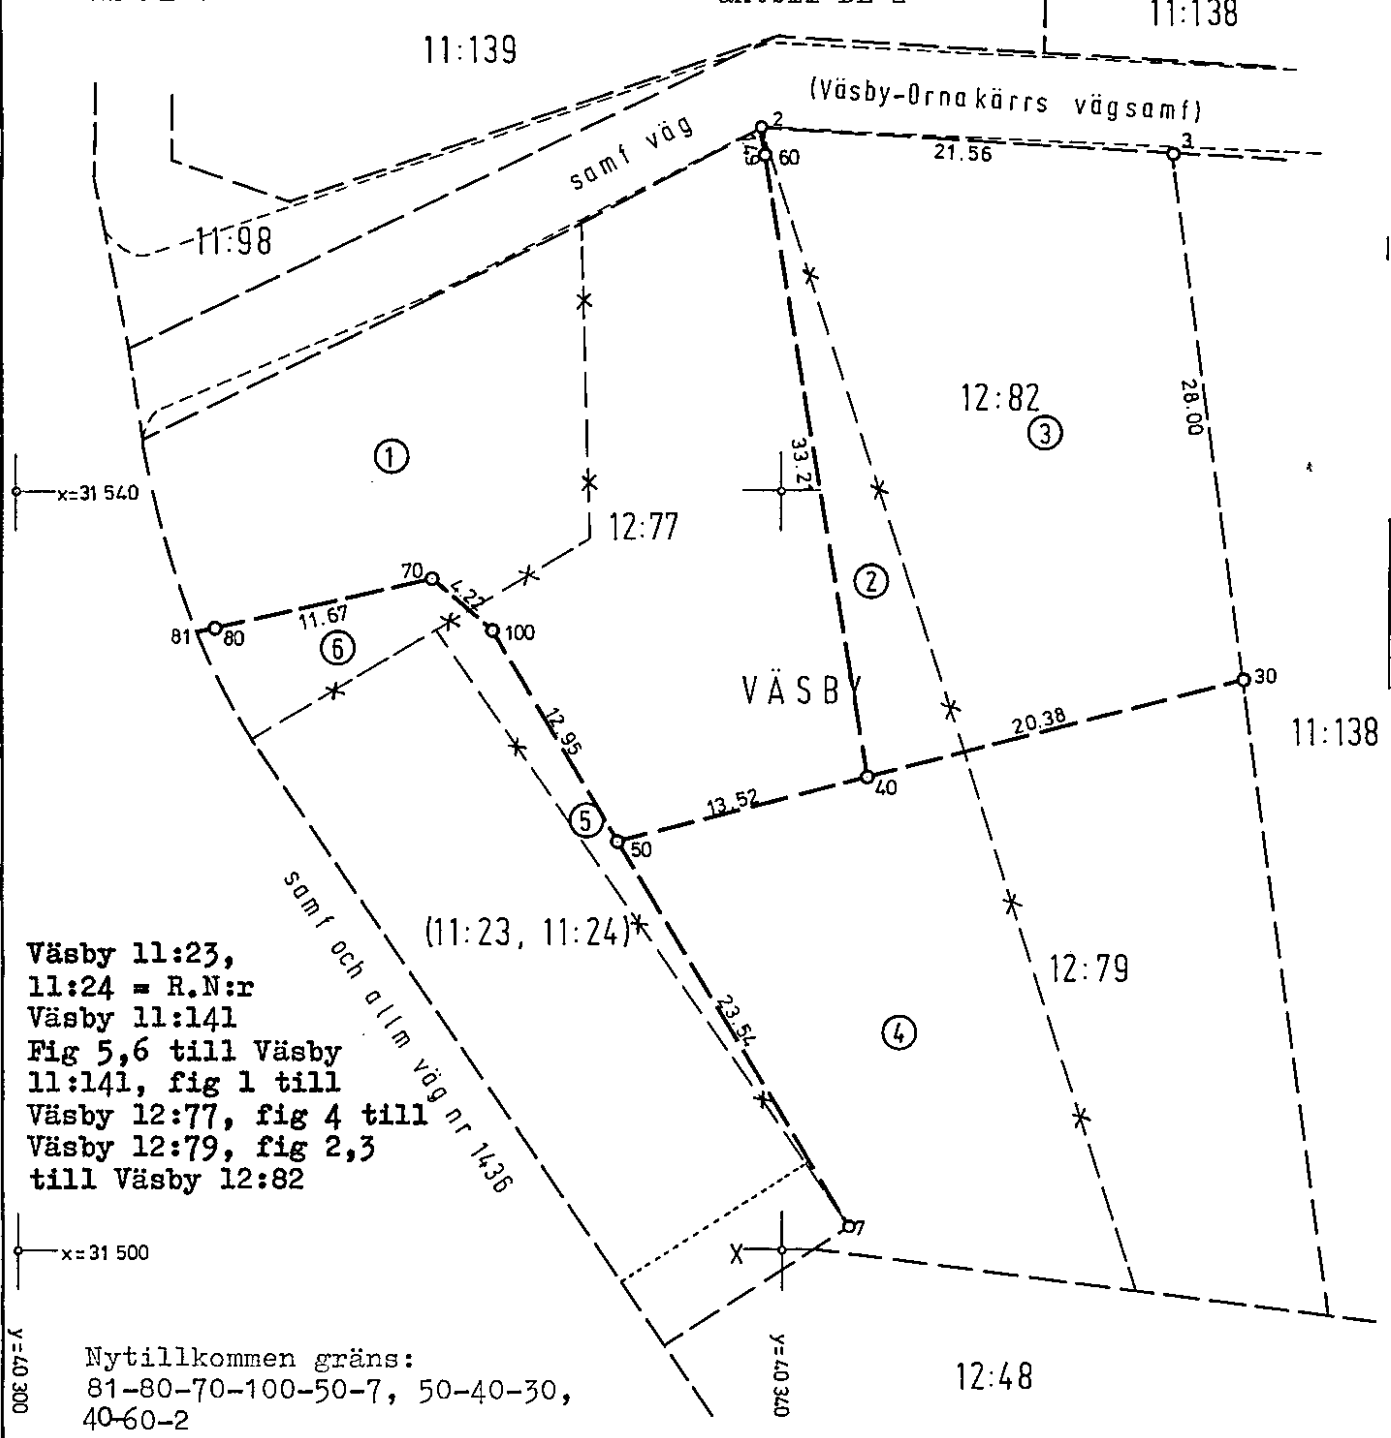 11:138
11:139
(Väsby-Ornakärrs vägsamf)
samf väg
2
3
1.49
60
21.56
11:98
12:82
3
28.00
1
33.21
x=31 540
12:77
2
70
4.22
11.67
81
80
100
6
VÄSBY
30
12.95
20.38
11:138
40
13.52
5
50
samf och allm väg nr 1436
(11:23, 11:24)
12:79
23.54
4
Väsby 11:23,
11:24 = R.N:r
Väsby 11:141
Fig 5,6 till Väsby
11:141, fig 1 till
Väsby 12:77, fig 4 till
Väsby 12:79, fig 2,3
till Väsby 12:82
7
x=31 500
X
y=40 300
y=40 340
Nytillkommen gräns:
81-80-70-100-50-7, 50-40-30,
40-60-2
12:48